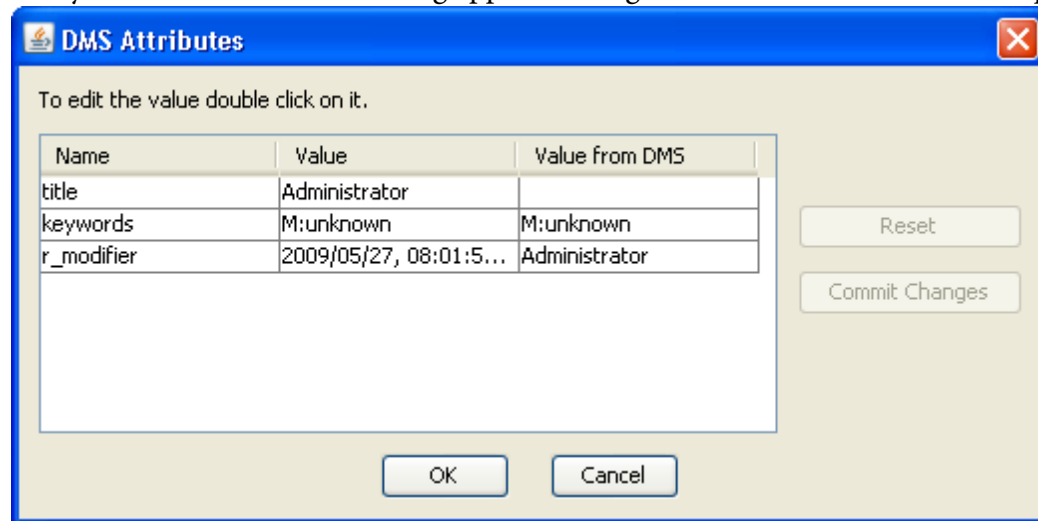 DMS Attributes
To edit the value double click on it.
Name Value Value from DMS
title Administrator
keywords M:unknown M:unknown
r_modifier 2009/05/27, 08:01:5... Administrator
Reset
Commit Changes
OK Cancel